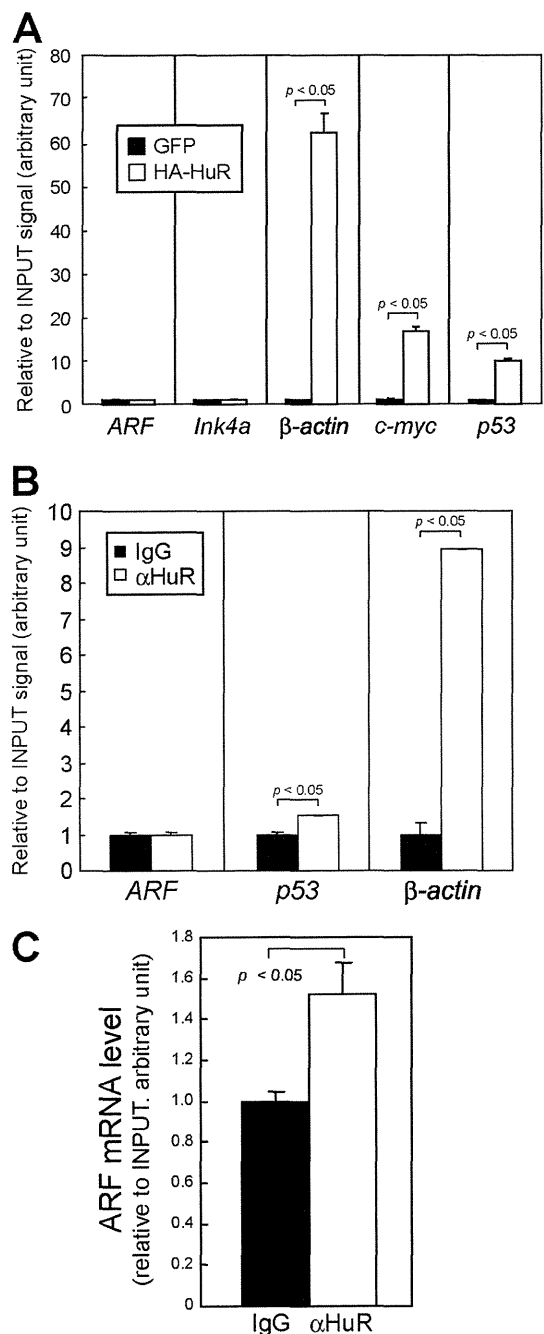 A
Relative to INPUT signal (arbitrary unit)
80
70
60
50
40
30
20
10
0
GFP
HA-HuR
p < 0.05
p < 0.05
p < 0.05
ARF Ink4a β-actin c-myc p53
B
Relative to INPUT signal (arbitrary unit)
10
9
8
7
6
5
4
3
2
1
0
IgG
αHuR
p < 0.05
p < 0.05
ARF p53 β-actin
C
ARF mRNA level
(relative to INPUT. arbitrary unit)
1.8
1.6
1.4
1.2
1.0
0.8
0.6
0.4
0.2
0
p < 0.05
IgG αHuR